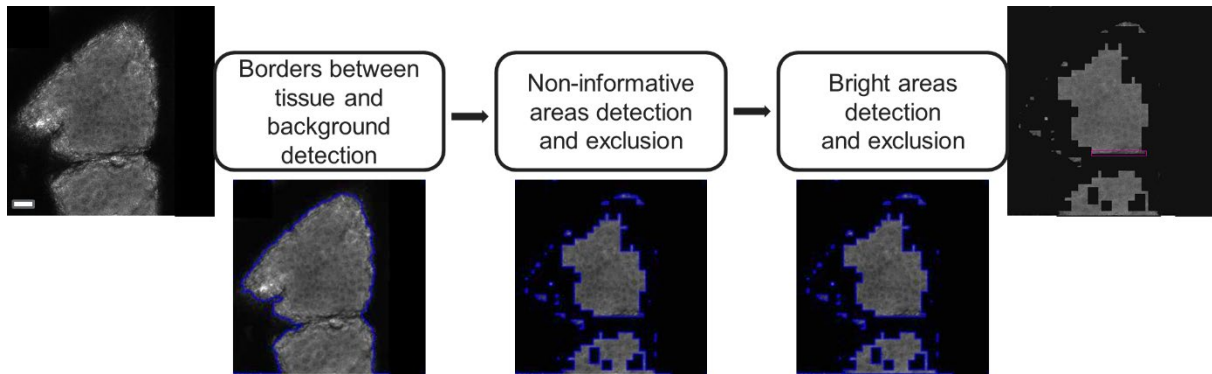 Borders between
tissue and
background
detection
Non-informative
areas detection
and exclusion
Bright areas
detection
and exclusion